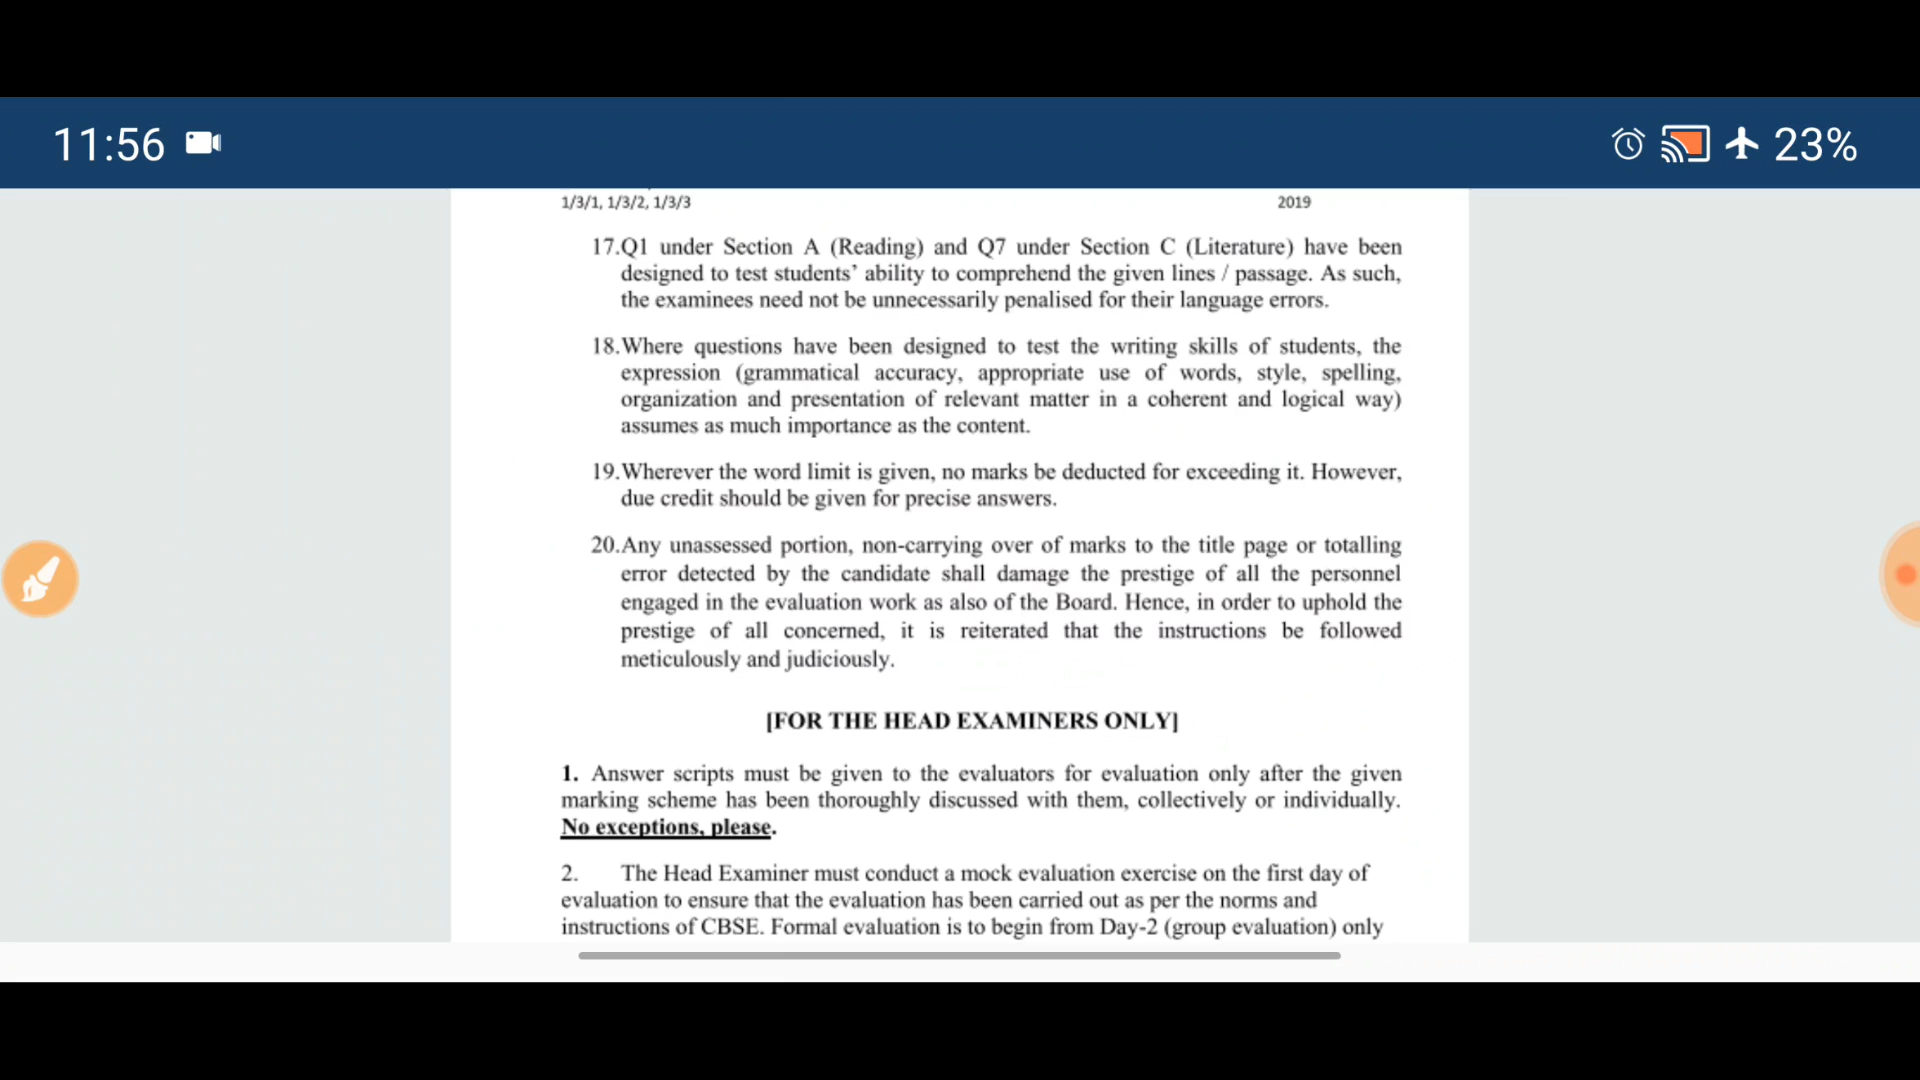 11:56 23%
1/3/1, 1/3/2, 1/3/3 2019
17.Q1 under Section A (Reading) and Q7 under Section C (Literature) have been
designed to test students’ ability to comprehend the given lines / passage. As such,
the examinees need not be unnecessarily penalised for their language errors.
18.Where questions have been designed to test the writing skills of students, the
expression (grammatical accuracy, appropriate use of words, style, spelling,
organization and presentation of relevant matter in a coherent and logical way)
assumes as much importance as the content.
19.Wherever the word limit is given, no marks be deducted for exceeding it. However,
due credit should be given for precise answers.
20.Any unassessed portion, non-carrying over of marks to the title page or totalling
error detected by the candidate shall damage the prestige of all the personnel
engaged in the evaluation work as also of the Board. Hence, in order to uphold the
prestige of all concerned, it is reiterated that the instructions be followed
meticulously and judiciously.
[FOR THE HEAD EXAMINERS ONLY]
1. Answer scripts must be given to the evaluators for evaluation only after the given
marking scheme has been thoroughly discussed with them, collectively or individually.
No exceptions, please.
2. The Head Examiner must conduct a mock evaluation exercise on the first day of
evaluation to ensure that the evaluation has been carried out as per the norms and
instructions of CBSE. Formal evaluation is to begin from Day-2 (group evaluation) only